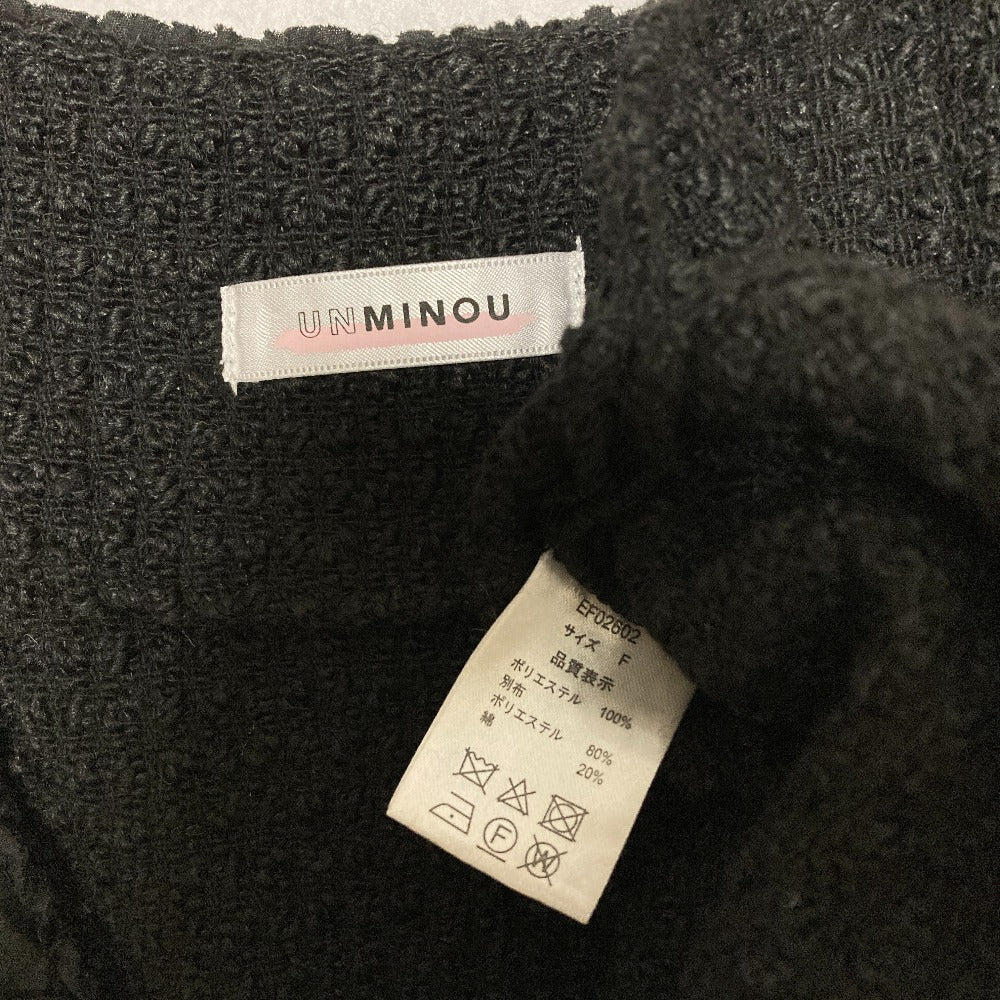 UNMINOU
EF02602
サイズ F
品質表示
ポリエステル 100%
別布
ポリエステル 80%
綿 20%
F
W